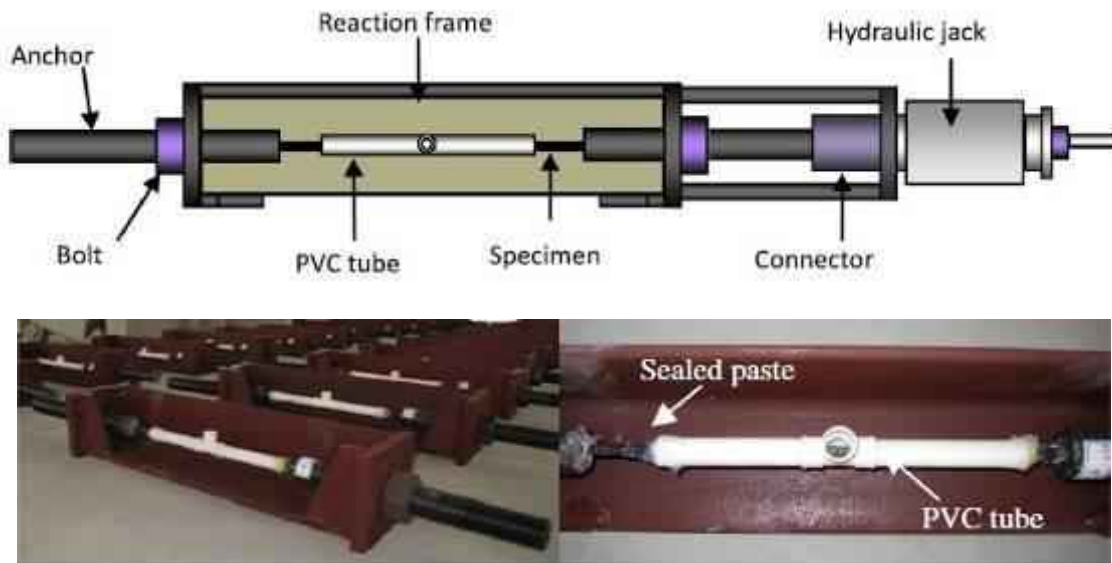 Reaction frame
Hydraulic jack
Anchor
Bolt
PVC tube
Specimen
Connector
Sealed paste
PVC tube